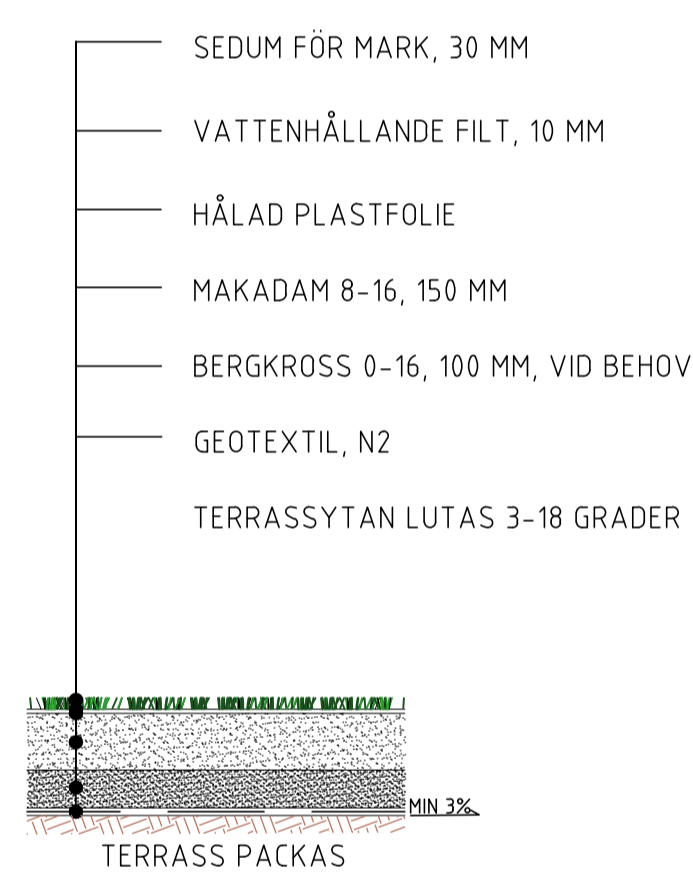 SEDUM FÖR MARK, 30 MM
VATTENHÅLLANDE FILT, 10 MM
HÅLAD PLASTFOLIE
MAKADAM 8-16, 150 MM
BERGKROSS 0-16, 100 MM, VID BEHOV
GEOTEXTIL, N2
TERRASSYTAN LUTAS 3-18 GRADER
MIN 3%
TERRASS PACKAS